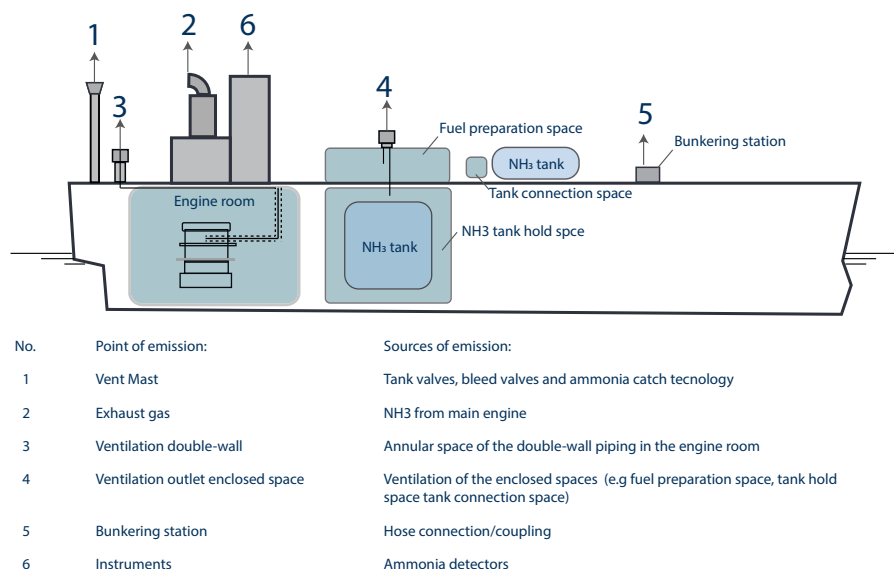 1
2
6
3
4
5
Fuel preparation space
Bunkering station
NH₃ tank
Tank connection space
Engine room
NH3 tank hold spce
NH₃ tank
No. Point of emission: Sources of emission:
1 Vent Mast Tank valves, bleed valves and ammonia catch tecnology
2 Exhaust gas NH3 from main engine
3 Ventilation double-wall Annular space of the double-wall piping in the engine room
4 Ventilation outlet enclosed space Ventilation of the enclosed spaces (e.g fuel preparation space, tank hold
space tank connection space)
5 Bunkering station Hose connection/coupling
6 Instruments Ammonia detectors